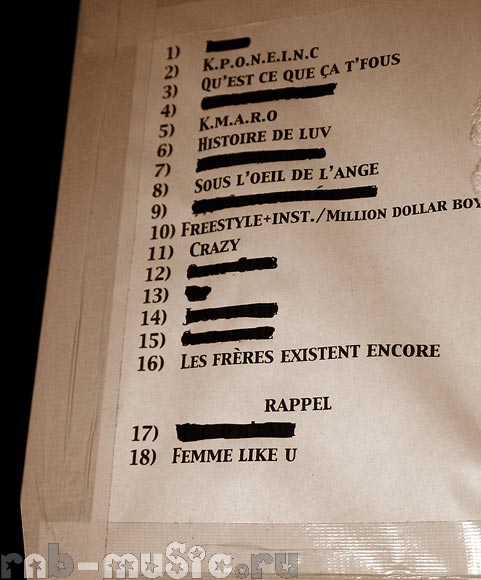 1)
2) K.P.O.N.E.I.N.C
3) QU'EST CE QUE ÇA T'FOUS
4)
5) K.M.A.R.O
6) HISTOIRE DE LUV
7)
8) SOUS L'OEIL DE L'ANGE
9)
10) FREESTYLE+INST./MILLION DOLLAR BOY
11) CRAZY
12)
13)
14)
15)
16) LES FRÈRES EXISTENT ENCORE
RAPPEL
17)
18) FEMME LIKE U
rnb-music.ru